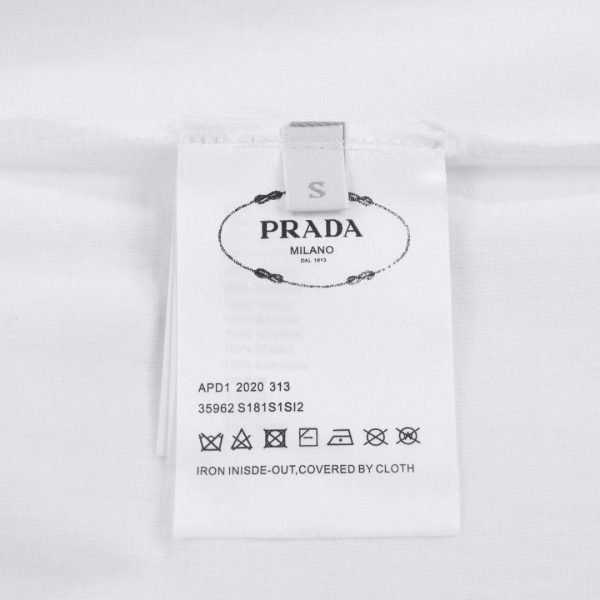 S
PRADA
MILANO
DAL 1913
APD1 2020 313
35962 S181S1SI2
IRON INISDE-OUT,COVERED BY CLOTH